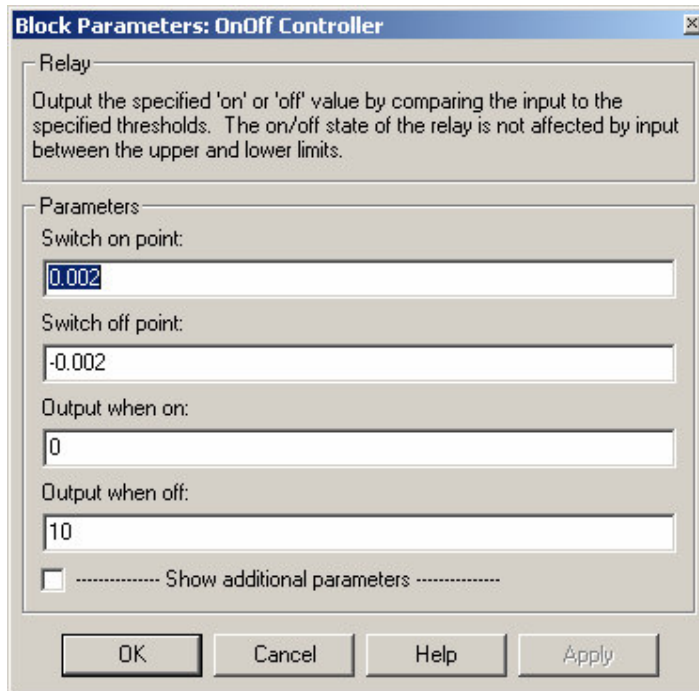 Block Parameters: OnOff Controller
Relay
Output the specified 'on' or 'off' value by comparing the input to the
specified thresholds.  The on/off state of the relay is not affected by input
between the upper and lower limits.
Parameters
Switch on point:
0.002
Switch off point:
-0.002
Output when on:
0
Output when off:
10
--------------- Show additional parameters ---------------
OK Cancel Help Apply